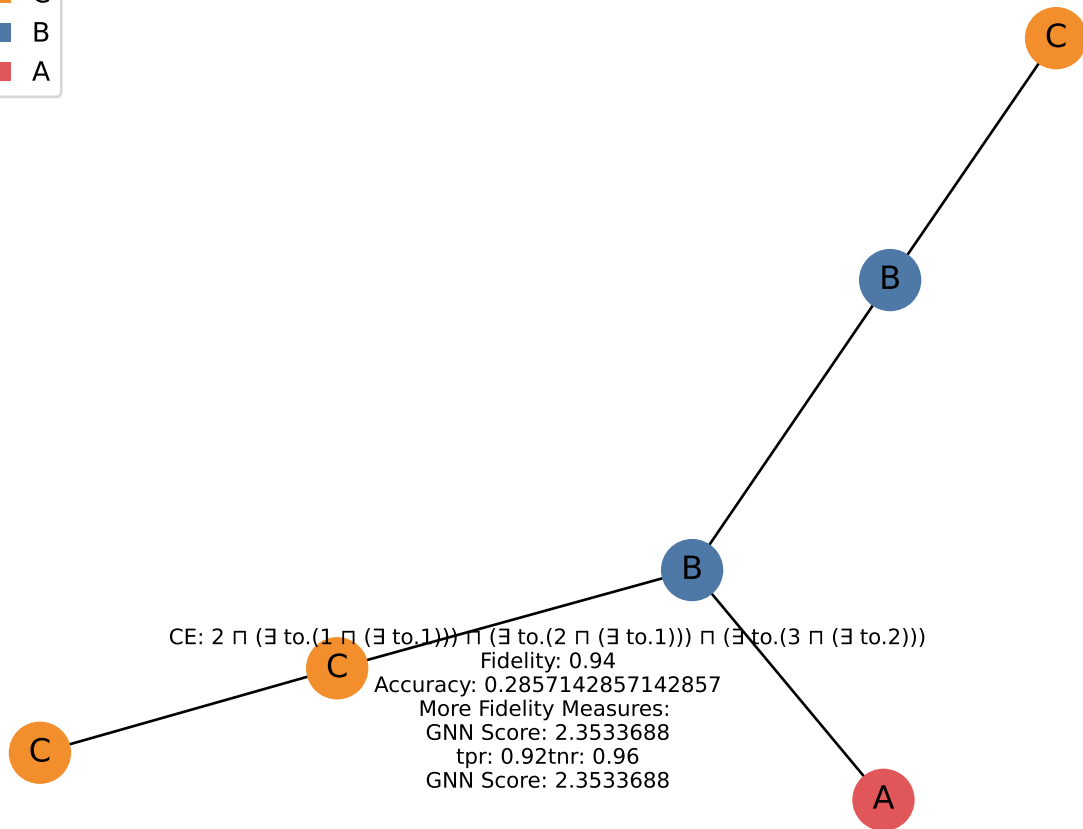 B
A
C
B
B
CE: 2 ⊓ (∃ to.(1 ⊓ (∃ to.1))) ⊓ (∃ to.(2 ⊓ (∃ to.1))) ⊓ (∃ to.(3 ⊓ (∃ to.2)))
C
Fidelity: 0.94
Accuracy: 0.2857142857142857
More Fidelity Measures:
GNN Score: 2.3533688
C
tpr: 0.92tnr: 0.96
GNN Score: 2.3533688
A